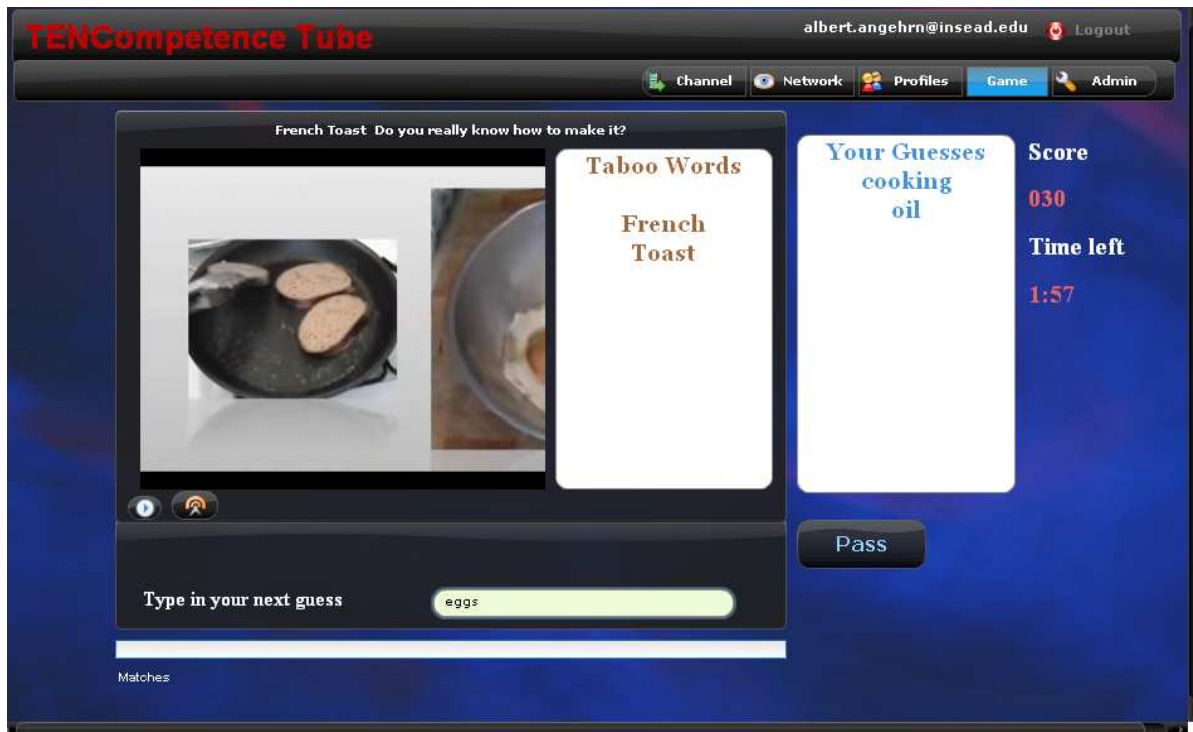 TENCompetence Tube
albert.angehrn@insead.edu Logout
Channel Network Profiles Game Admin
French Toast Do you really know how to make it?
Taboo Words
French
Toast
Your Guesses
cooking
oil
Score
030
Time left
1:57
Pass
Type in your next guess eggs
Matches